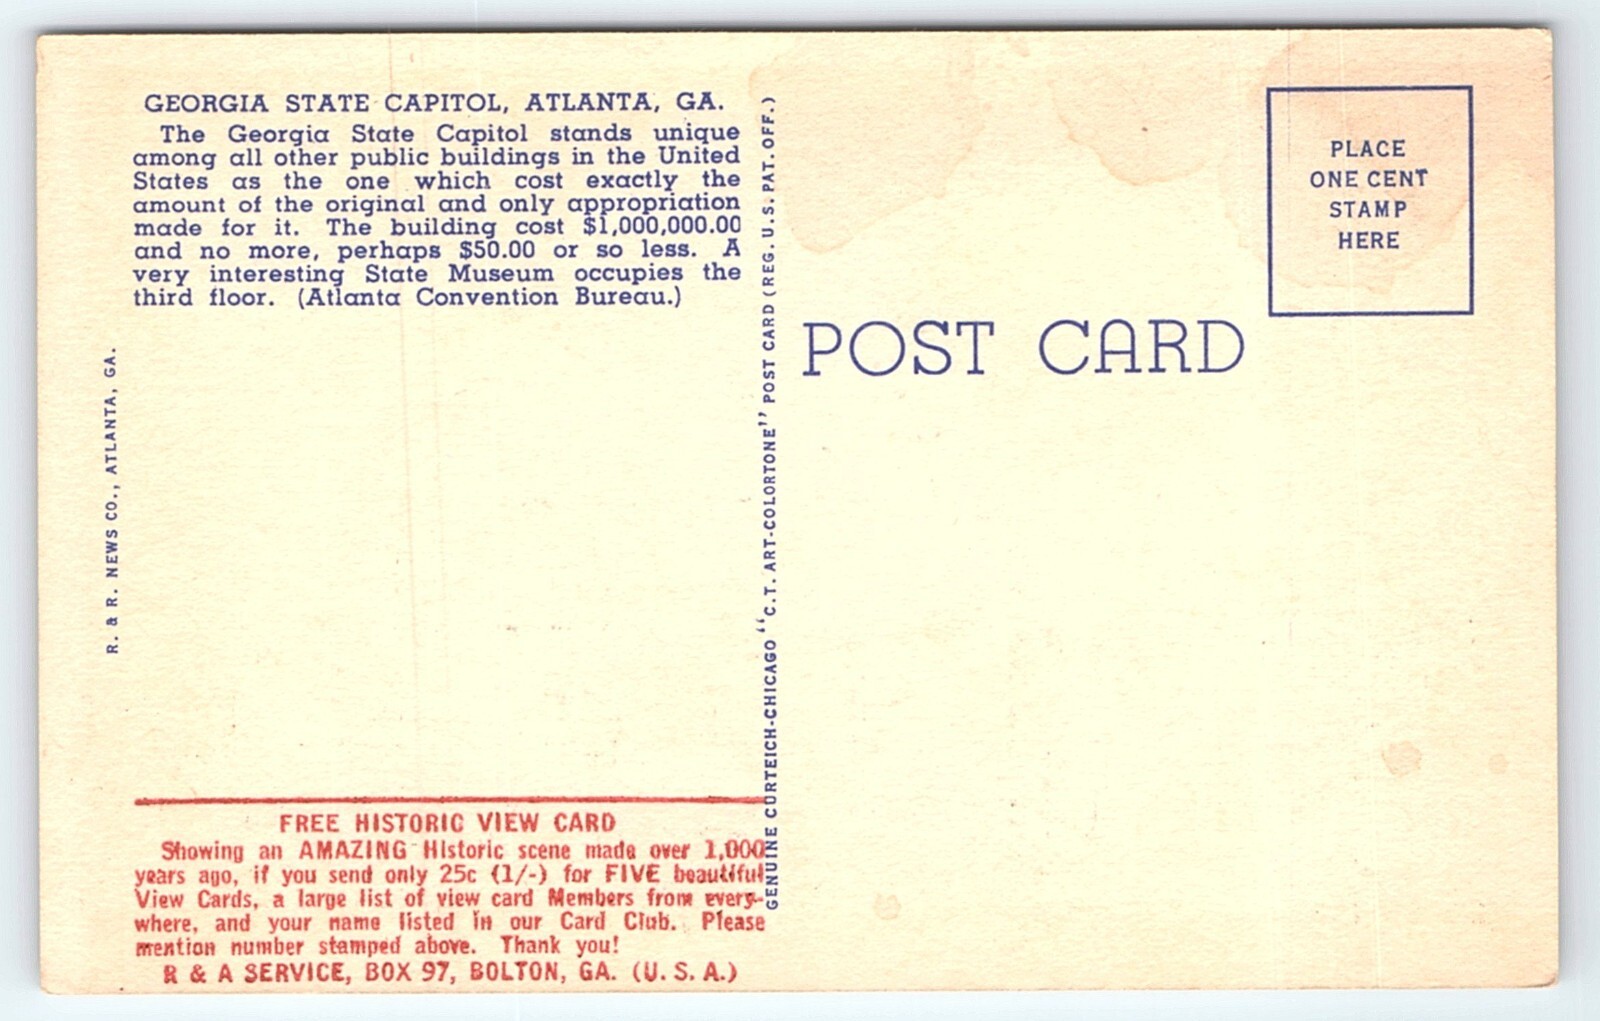 GEORGIA STATE CAPITOL, ATLANTA, GA.
The Georgia State Capitol stands unique
among all other public buildings in the United
States as the one which cost exactly the
amount of the original and only appropriation
made for it. The building cost $1,000,000.00
and no more, perhaps $50.00 or so less. A
very interesting State Museum occupies the
third floor. (Atlanta Convention Bureau.)
R. & R. NEWS CO., ATLANTA, GA.
FREE HISTORIC VIEW CARD
Showing an AMAZING Historic scene made over 1,000
years ago, if you send only 25c (1/-) for FIVE beautiful
View Cards, a large list of view card Members from every-
where, and your name listed in our Card Club. Please
mention number stamped above. Thank you!
R & A SERVICE, BOX 97, BOLTON, GA. (U. S. A.)
GENUINE CURTEICH-CHICAGO "C.T. ART-COLORTONE" POST CARD (REG. U.S. PAT. OFF.)
POST CARD
PLACE
ONE CENT
STAMP
HERE